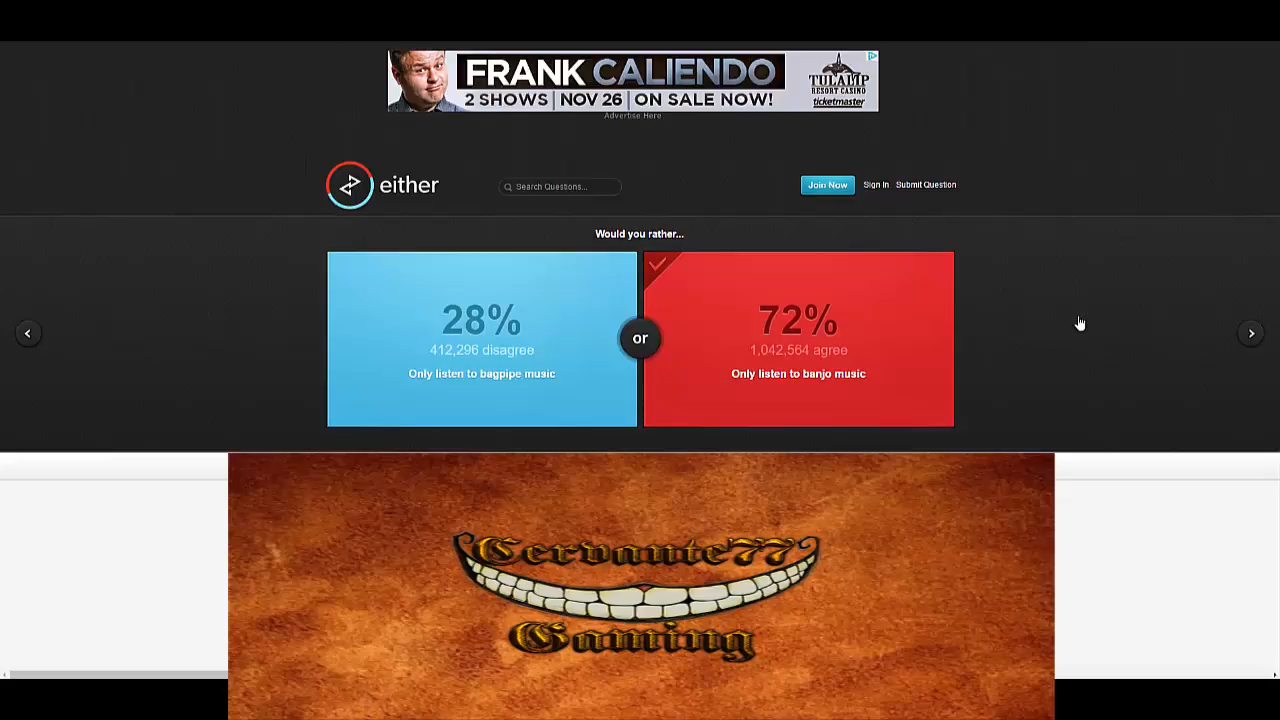 FRANK CALIENDO
2 SHOWS | NOV 26 | ON SALE NOW!
TULALIP
RESORT CASINO
ticketmaster
Advertise Here
either
Search Questions...
Join Now
Sign In
Submit Question
Would you rather...
28%
412,296 disagree
Only listen to bagpipe music
or
72%
1,042,564 agree
Only listen to banjo music
Cervante77
Gaming